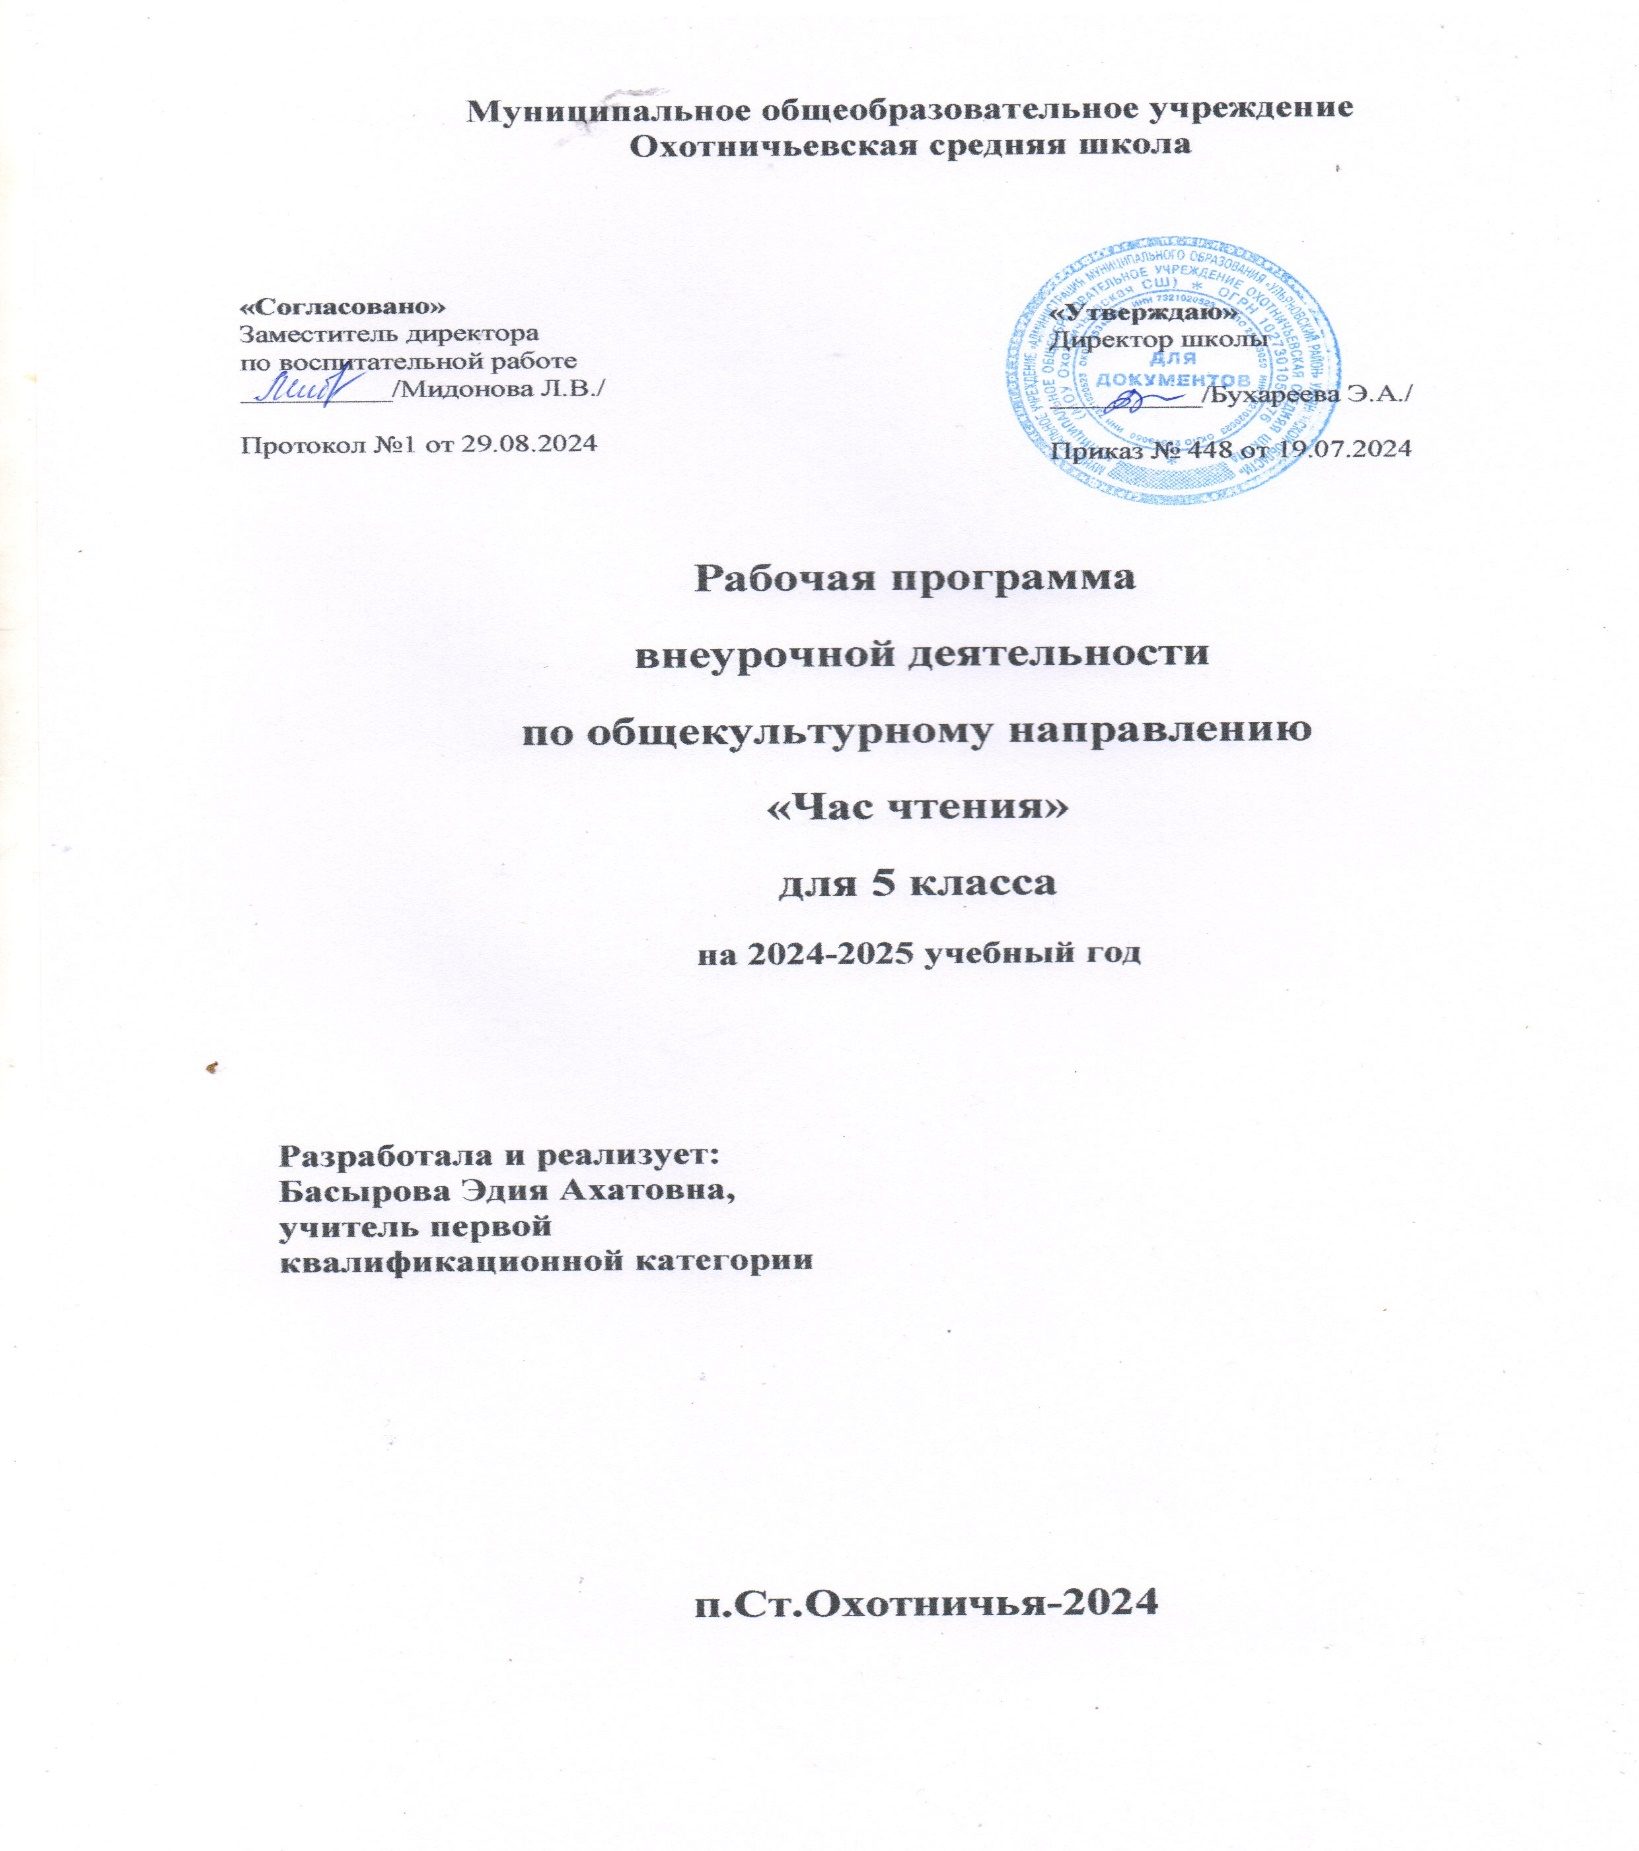 Муниципальное общеобразовательное учреждение
Охотничьевская средняя школа
«Согласовано»
Заместитель директора
по воспитательной работе
____________/Мидонова Л.В./
Протокол №1 от 29.08.2024
«Утверждаю»
Директор школы
ДЛЯ
ДОКУМЕНТОВ
____________/Бухареева Э.А./
Приказ № 448 от 19.07.2024
Рабочая программа
внеурочной деятельности
по общекультурному направлению
«Час чтения»
для 5 класса
на 2024-2025 учебный год
Разработала и реализует:
Басырова Эдия Ахатовна,
учитель первой
квалификационной категории
п.Ст.Охотничья-2024